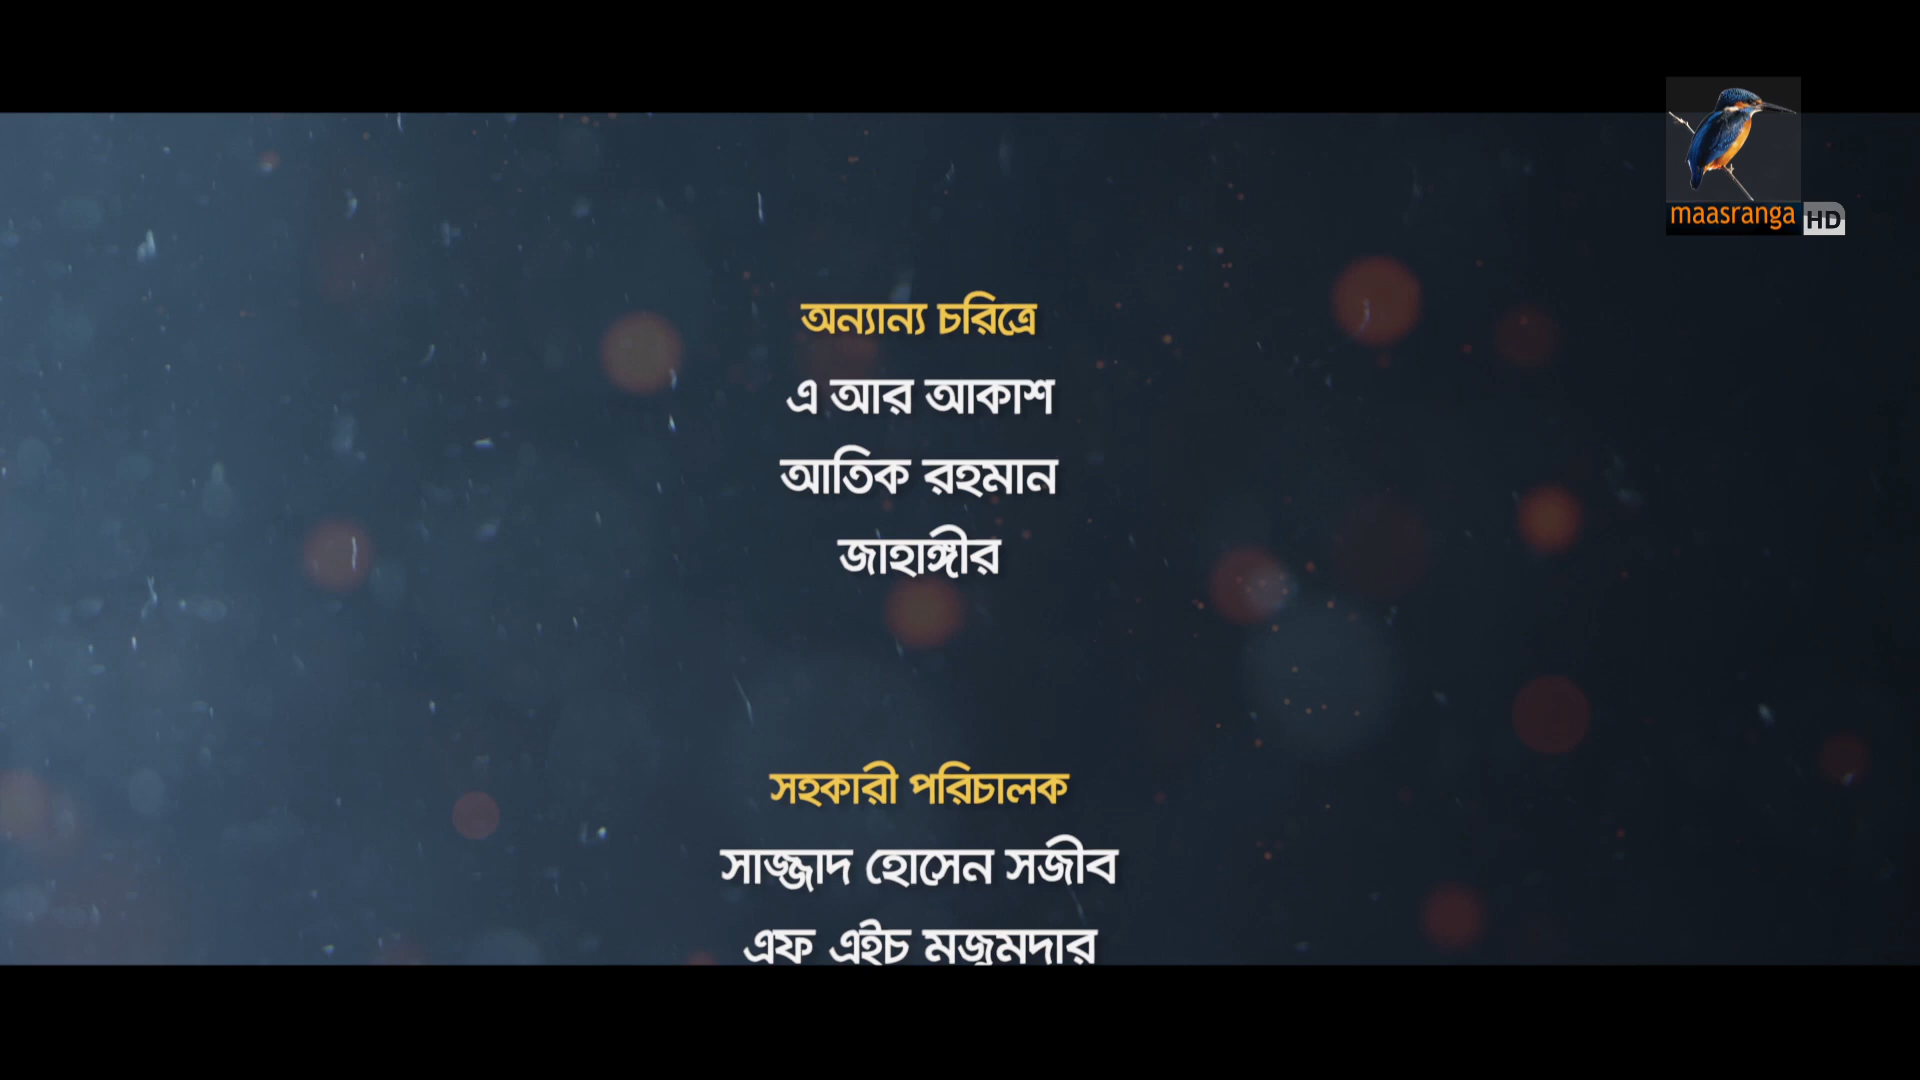 maasranga HD
অন্যান্য চরিত্রে
এ আর আকাশ
আতিক রহমান
জাহাঙ্গীর
সহকারী পরিচালক
সাজ্জাদ হোসেন সজীব
এফ এইচ মজুমদার